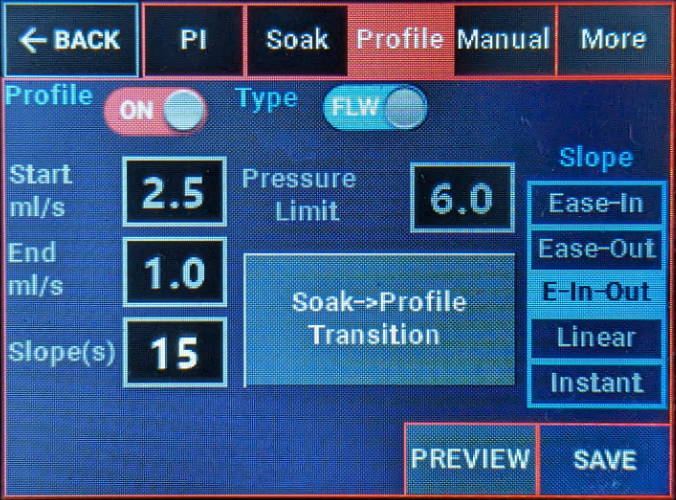 ← BACK
PI
Soak
Profile
Manual
More
Profile
ON
Type
FLW
Start
ml/s
2.5
Pressure
Limit
6.0
End
ml/s
1.0
Slope(s)
15
Soak->Profile
Transition
Slope
Ease-In
Ease-Out
E-In-Out
Linear
Instant
PREVIEW
SAVE